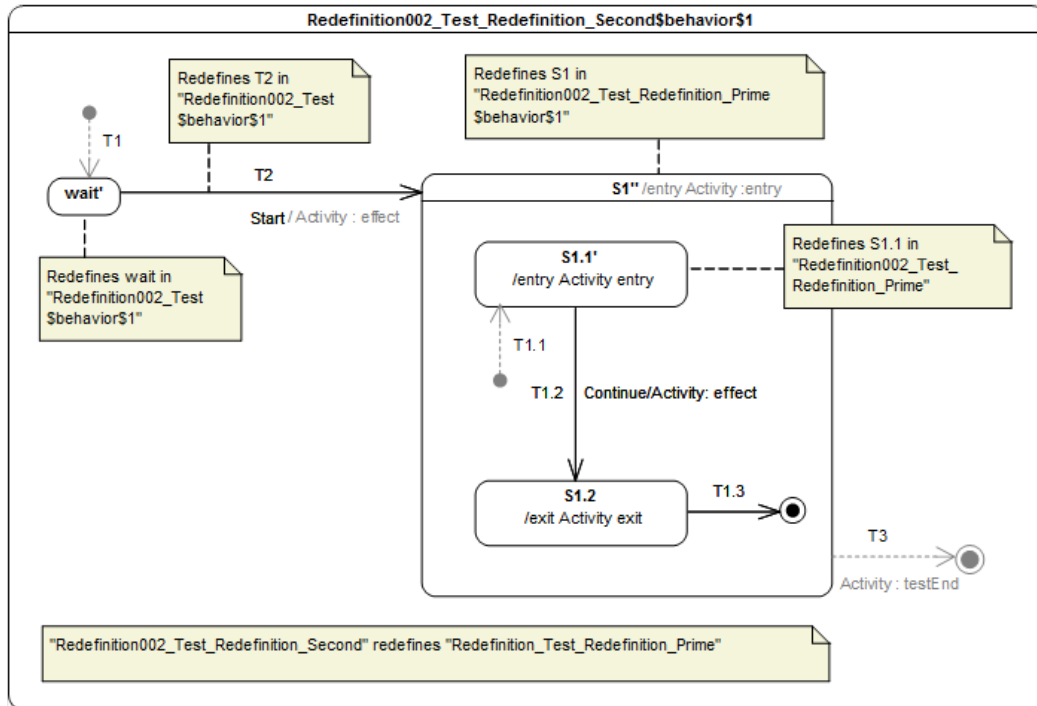 Redefinition002_Test_Redefinition_Second$behavior$1
Redefines T2 in
"Redefinition002_Test
$behavior$1"
Redefines S1 in
"Redefinition002_Test_Redefinition_Prime
$behavior$1"
T1
wait'
T2
Start / Activity : effect
S1'' /entry Activity :entry
Redefines wait in
"Redefinition002_Test
$behavior$1"
S1.1'
/entry Activity entry
Redefines S1.1 in
"Redefinition002_Test_
Redefinition_Prime"
T1.1
T1.2
Continue/Activity: effect
S1.2
/exit Activity exit
T1.3
T3
Activity : testEnd
"Redefinition002_Test_Redefinition_Second" redefines "Redefinition_Test_Redefinition_Prime"